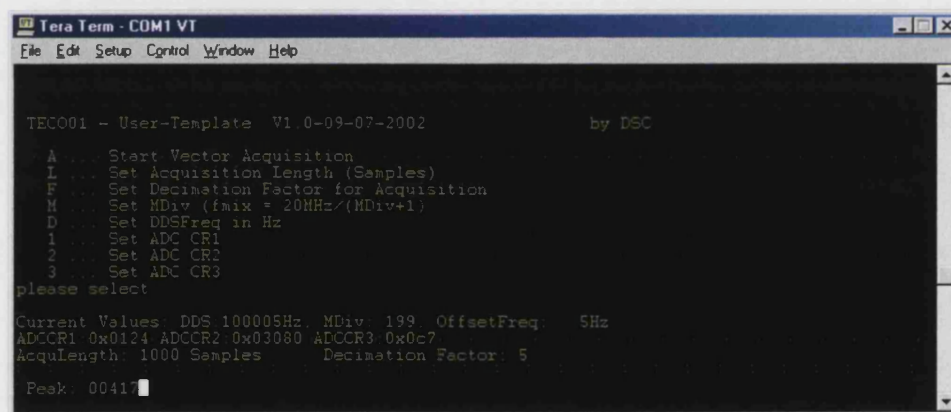 Tera Term - COM1 VT
File Edit Setup Control Window Help
TECO01 - User-Template V1.0-09-07-2002 by DSC
A ... Start Vector Acquisition
L ... Set Acquisition Length (Samples)
F ... Set Decimation Factor for Acquisition
M ... Set MDiv (fmix = 20MHz/(MDiv+1)
D ... Set DDSFreq in Hz
1 ... Set ADC CR1
2 ... Set ADC CR2
3 ... Set ADC CR3
please select
Current Values: DDS:100005Hz, MDiv: 199, OffsetFreq: 5Hz
ADCCR1:0x0124 ADCCR2:0x03080 ADCCR3:0x0c7
AcquLength: 1000 Samples Decimation Factor: 5
Peak: 00417